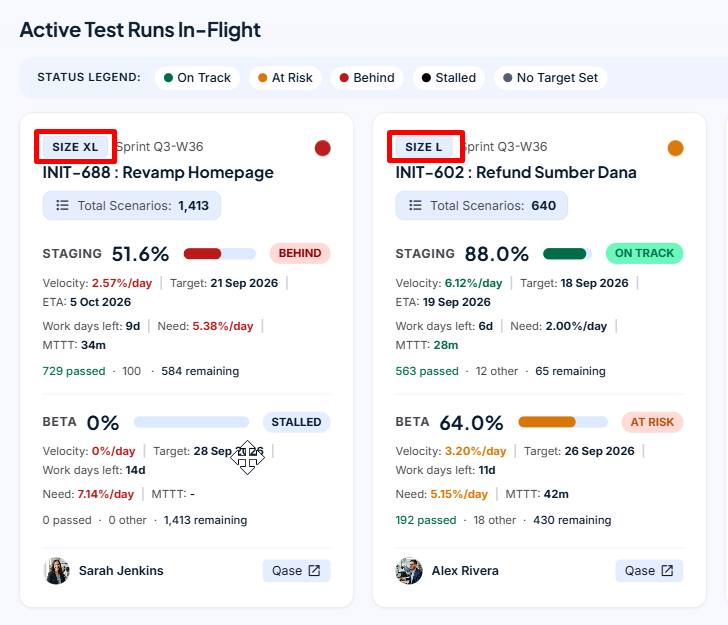 Active Test Runs In-Flight
STATUS LEGEND: On Track At Risk Behind Stalled No Target Set
SIZE XL Sprint Q3-W36
INIT-688 : Revamp Homepage
Total Scenarios: 1,413
STAGING 51.6% BEHIND
Velocity: 2.57%/day | Target: 21 Sep 2026 |
ETA: 5 Oct 2026
Work days left: 9d | Need: 5.38%/day |
MTTT: 34m
729 passed · 100 · 584 remaining
BETA 0% STALLED
Velocity: 0%/day | Target: 28 Sep 2026 |
Work days left: 14d
Need: 7.14%/day | MTTT: -
0 passed · 0 other · 1,413 remaining
Sarah Jenkins Qase
SIZE L Sprint Q3-W36
INIT-602 : Refund Sumber Dana
Total Scenarios: 640
STAGING 88.0% ON TRACK
Velocity: 6.12%/day | Target: 18 Sep 2026 |
ETA: 19 Sep 2026
Work days left: 6d | Need: 2.00%/day |
MTTT: 28m
563 passed · 12 other · 65 remaining
BETA 64.0% AT RISK
Velocity: 3.20%/day | Target: 26 Sep 2026 |
Work days left: 11d
Need: 5.15%/day | MTTT: 42m
192 passed · 18 other · 430 remaining
Alex Rivera Qase